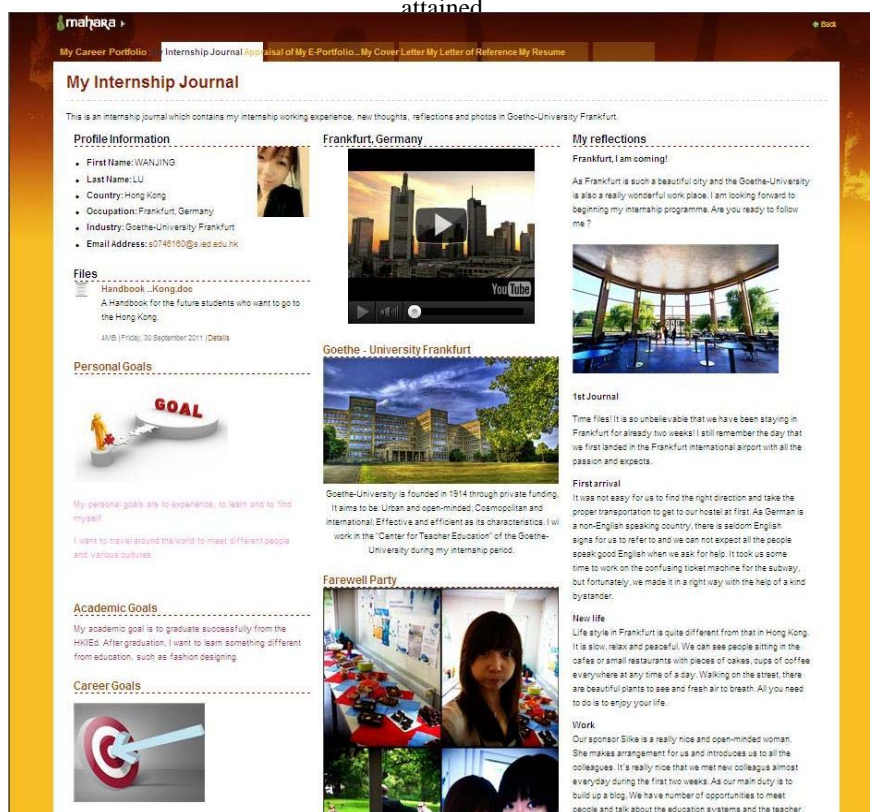 attained
mahara
Back
My Career Portfolio : My Internship Journal Appraisal of My E-Portfolio... My Cover Letter My Letter of Reference My Resume
My Internship Journal
This is an internship journal which contains my internship working experience, new thoughts, reflections and photos in Goetho-University Frankfurt.
Profile Information
First Name: WANJING
Last Name: LU
Country: Hong Kong
Occupation: Frankfurt, Germany
Industry: Goethe-University Frankfurt
Email Address: s0746160@s.ied.edu.hk
Files
Handbook ...Kong.doc
A Handbook for the future students who want to go to
the Hong Kong.
4MB | Friday, 30 September 2011 | Details
Personal Goals
GOAL
My personal goals are to experience, to learn and to find
myself.
I want to travel around the world to meet different people
and various cultures.
Academic Goals
My academic goal is to graduate successfully from the
HKIEd. After graduation, I want to learn something different
from education, such as fashion designing.
Career Goals
Frankfurt, Germany
YouTube
Goethe - University Frankfurt
Goethe-University is founded in 1914 through private funding,
It aims to be: Urban and open-minded; Cosmopolitan and
international; Effective and efficient as its characteristics. I wi
work in the "Center for Teacher Education" of the Goethe-
University during my internship period.
Farewell Party
My reflections
Frankfurt, I am coming!
As Frankfurt is such a beautiful city and the Goethe-University
is also a really wonderful work place. I am looking forward to
beginning my internship programme. Are you ready to follow
me ?
1st Journal
Time flies! It is so unbelievable that we have been staying in
Frankfurt for already two weeks! I still remember the day that
we first landed in the Frankfurt international airport with all the
passion and expects.
First arrival
It was not easy for us to find the right direction and take the
proper transportation to get to our hostel at first. As German is
a non-English speaking country, there is seldom English
signs for us to refer to and we can not expect all the people
speak good English when we ask for help. It took us some
time to work on the confusing ticket machine for the subway,
but fortunately, we made it in a right way with the help of a kind
bystander.
New life
Life style in Frankfurt is quite different from that in Hong Kong.
It is slow, relax and peaceful. We can see people sitting in the
cafes or small restaurants with pieces of cakes, cups of coffee
everywhere at any time of a day. Walking on the street, there
are beautiful plants to see and fresh air to breath. All you need
to do is to enjoy your life.
Work
Our sponsor Silke is a really nice and open-minded woman.
She makes arrangement for us and introduces us to all the
colleagues. It's really nice that we met new colleagus almost
everyday during the first two weeks. As our main duty is to
build up a blog, We have number of opportunities to meet
people and talk about the education systems and the teacher